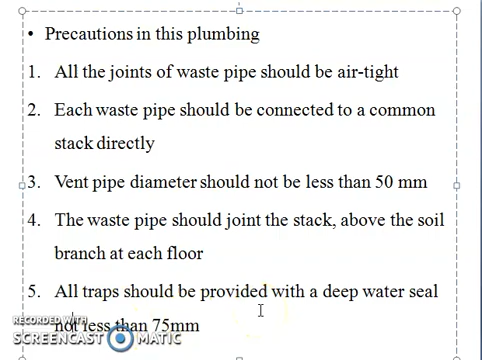 • Precautions in this plumbing
1. All the joints of waste pipe should be air-tight
2. Each waste pipe should be connected to a common
stack directly
3. Vent pipe diameter should not be less than 50 mm
4. The waste pipe should joint the stack, above the soil
branch at each floor
5. All traps should be provided with a deep water seal
not less than 75mm
RECORDED WITH
SCREENCAST MATIC